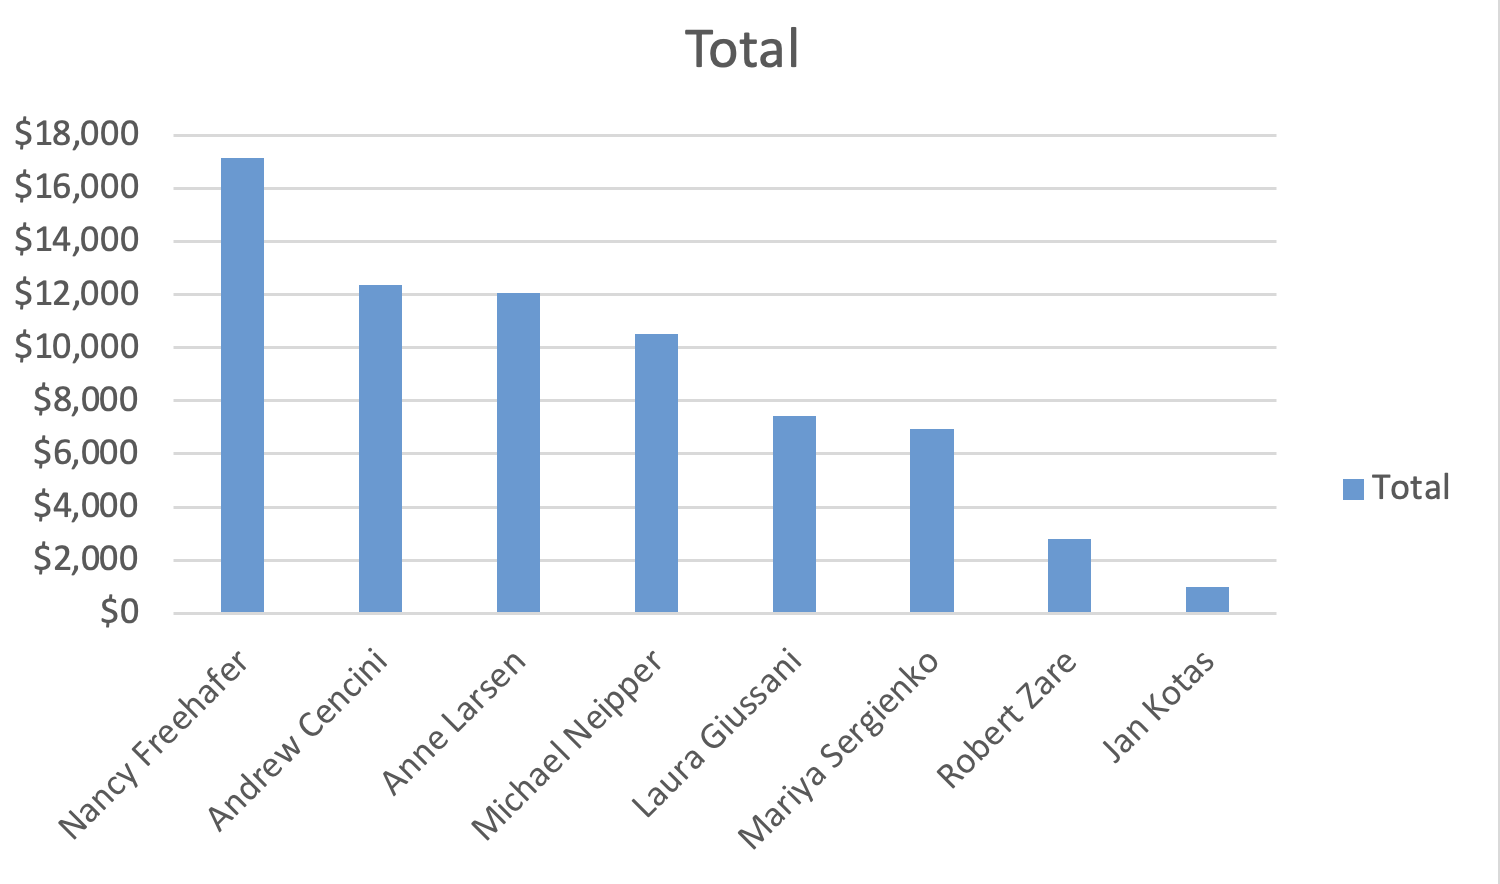 Total
$18,000
$16,000
$14,000
$12,000
$10,000
$8,000
$6,000
$4,000
$2,000
$0
Total
Nancy Freehafer
Andrew Cencini
Anne Larsen
Michael Neipper
Laura Giussani
Mariya Sergienko
Robert Zare
Jan Kotas